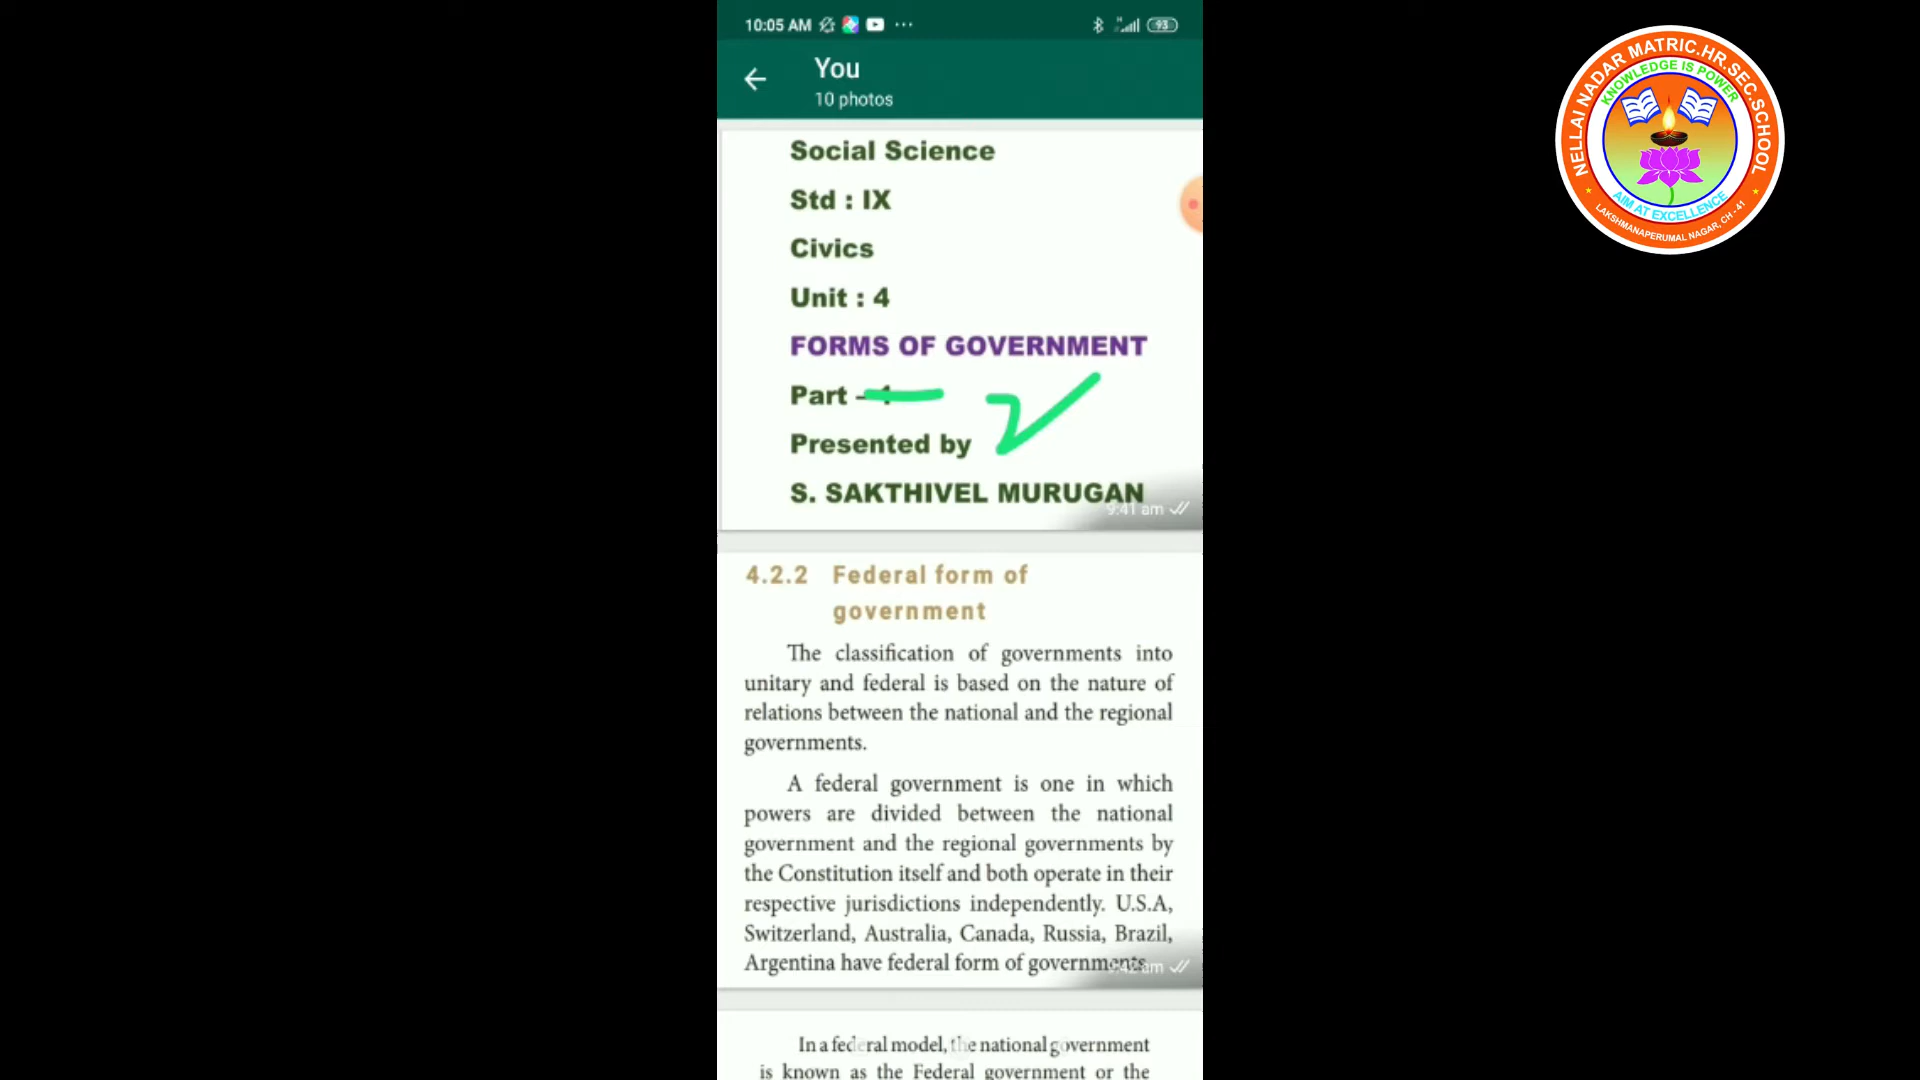 10:05 AM
93
You
10 photos
Social Science
Std : IX
Civics
Unit : 4
FORMS OF GOVERNMENT
Part - 1
Presented by
S. SAKTHIVEL MURUGAN
9:41 am
4.2.2 Federal form of
government
The classification of governments into
unitary and federal is based on the nature of
relations between the national and the regional
governments.
A federal government is one in which
powers are divided between the national
government and the regional governments by
the Constitution itself and both operate in their
respective jurisdictions independently. U.S.A,
Switzerland, Australia, Canada, Russia, Brazil,
Argentina have federal form of governments
9:42 am
In a federal model, the national government
is known as the Federal government or the
NELLAI NADAR MATRIC.HR.SEC.SCHOOL
KNOWLEDGE IS POWER
AIM AT EXCELLENCE
LAKSHMANAPERUMAL NAGAR, CH - 41